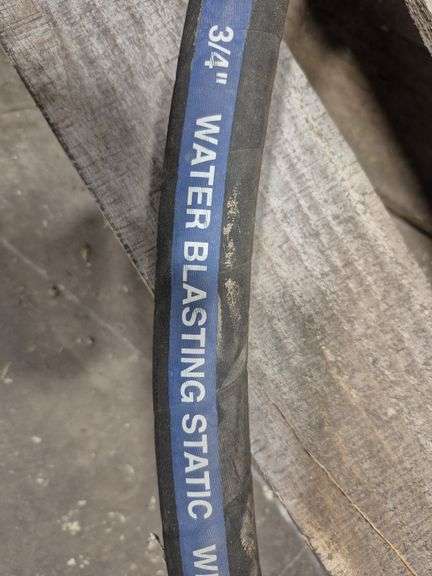 3/4" WATER BLASTING STATIC